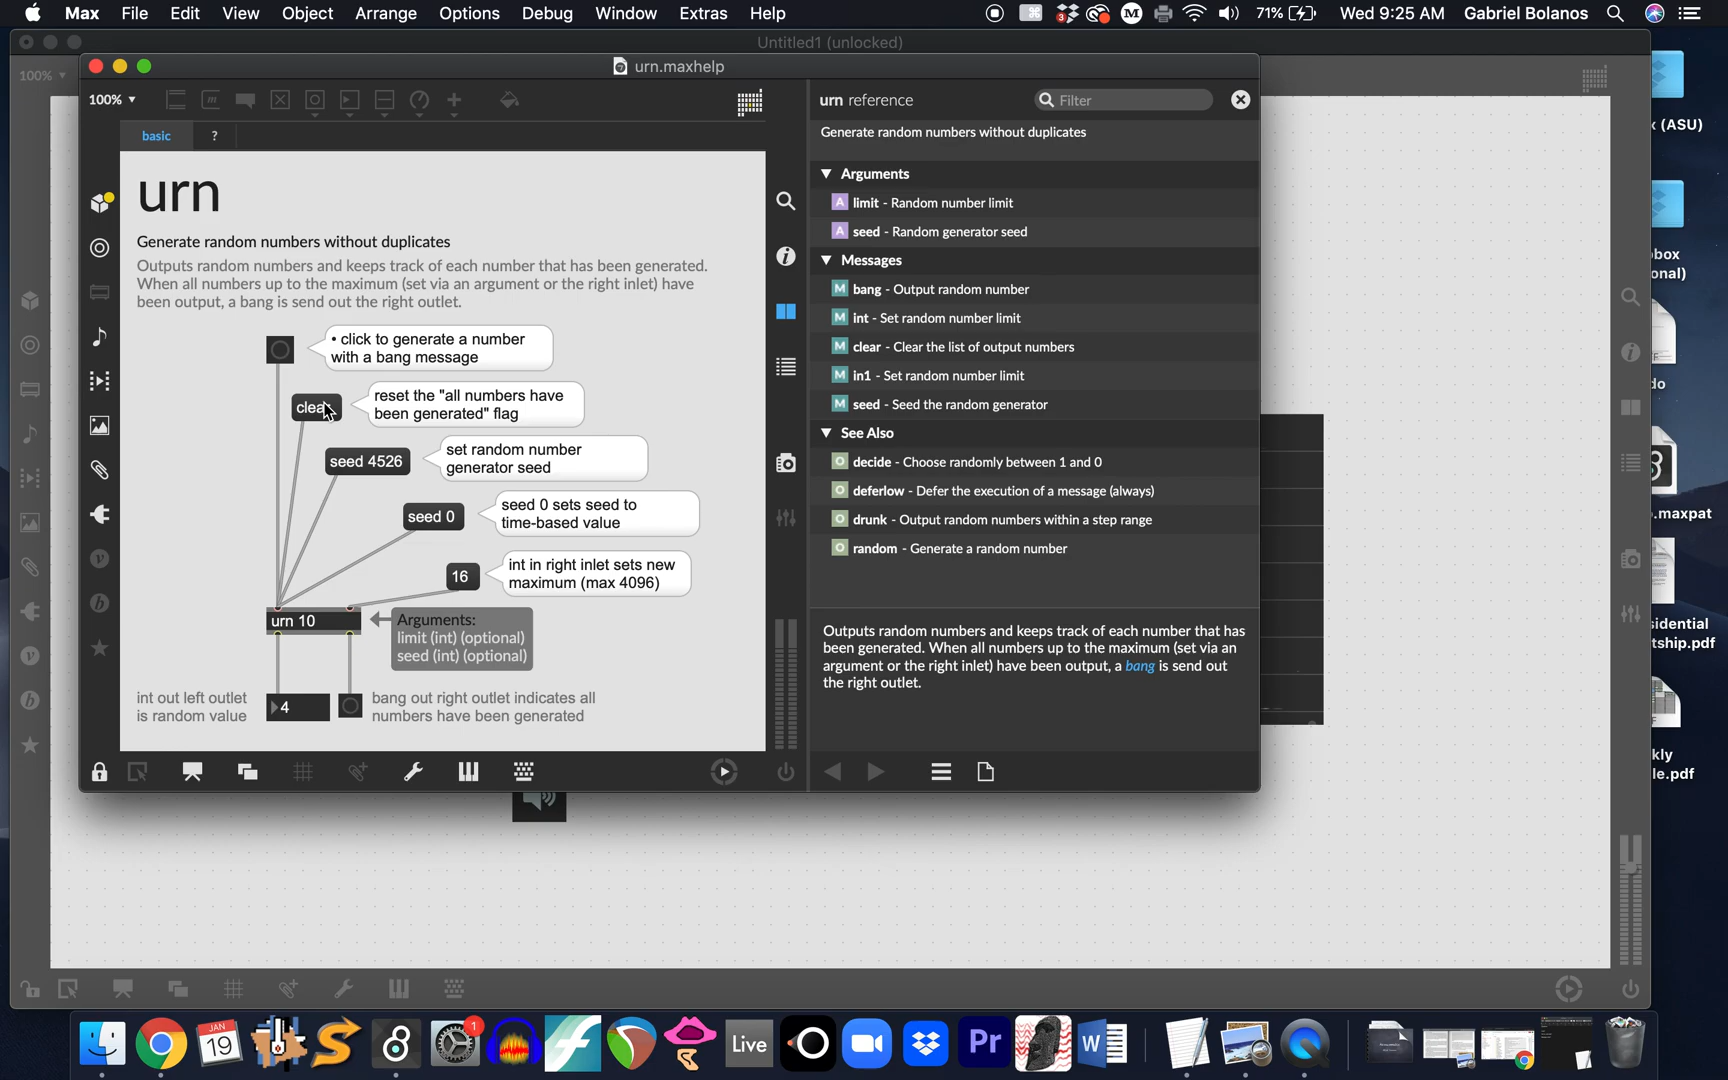 Max File Edit View Object Arrange Options Debug Window Extras Help
3 M 71% Wed 9:25 AM Gabriel Bolanos
Untitled1 (unlocked)
100%
urn.maxhelp
100%
basic ?
urn
Generate random numbers without duplicates
Outputs random numbers and keeps track of each number that has been generated.
When all numbers up to the maximum (set via an argument or the right inlet) have
been output, a bang is send out the right outlet.
• click to generate a number
with a bang message
clear
reset the "all numbers have
been generated" flag
seed 4526
set random number
generator seed
seed 0
seed 0 sets seed to
time-based value
16
int in right inlet sets new
maximum (max 4096)
urn 10
Arguments:
limit (int) (optional)
seed (int) (optional)
int out left outlet
is random value
4
bang out right outlet indicates all
numbers have been generated
urn reference
Filter
Generate random numbers without duplicates
Arguments
A limit - Random number limit
A seed - Random generator seed
Messages
M bang - Output random number
M int - Set random number limit
M clear - Clear the list of output numbers
M in1 - Set random number limit
M seed - Seed the random generator
See Also
O decide - Choose randomly between 1 and 0
O deferlow - Defer the execution of a message (always)
O drunk - Output random numbers within a step range
O random - Generate a random number
Outputs random numbers and keeps track of each number that has
been generated. When all numbers up to the maximum (set via an
argument or the right inlet) have been output, a bang is send out
the right outlet.
x (ASU)
box
onal)
do
.maxpat
sidential
tship.pdf
kly
le.pdf
JAN
19
1
Live
Pr
W